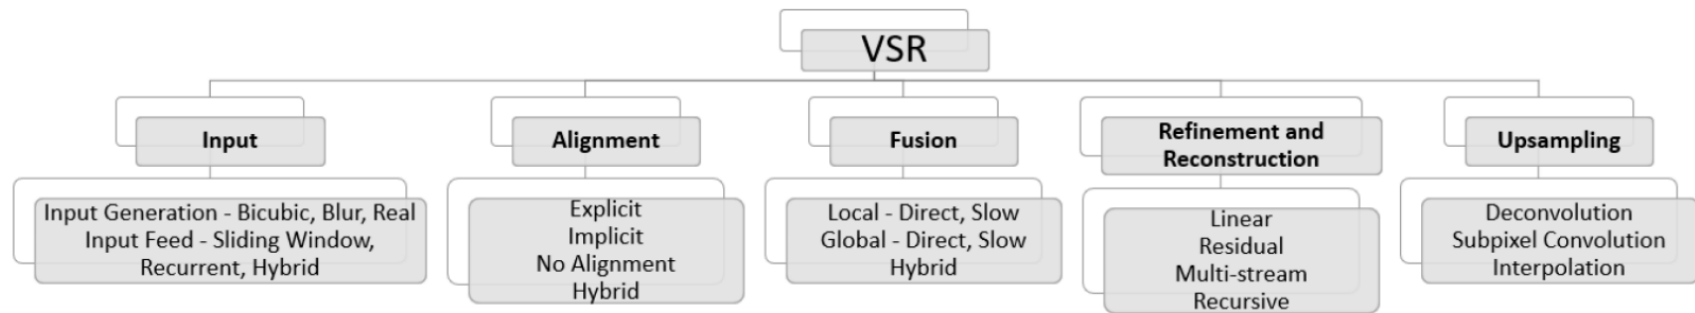 VSR
Input
Input Generation - Bicubic, Blur, Real
Input Feed - Sliding Window,
Recurrent, Hybrid
Alignment
Explicit
Implicit
No Alignment
Hybrid
Fusion
Local - Direct, Slow
Global - Direct, Slow
Hybrid
Refinement and
Reconstruction
Linear
Residual
Multi-stream
Recursive
Upsampling
Deconvolution
Subpixel Convolution
Interpolation